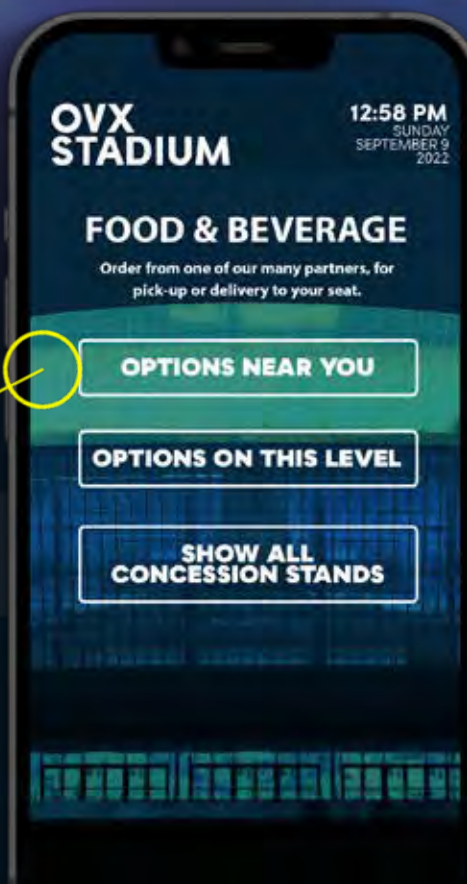 OVX
STADIUM
12:58 PM
SUNDAY
SEPTEMBER 9
2022
FOOD & BEVERAGE
Order from one of our many partners, for
pick-up or delivery to your seat.
OPTIONS NEAR YOU
OPTIONS ON THIS LEVEL
SHOW ALL
CONCESSION STANDS